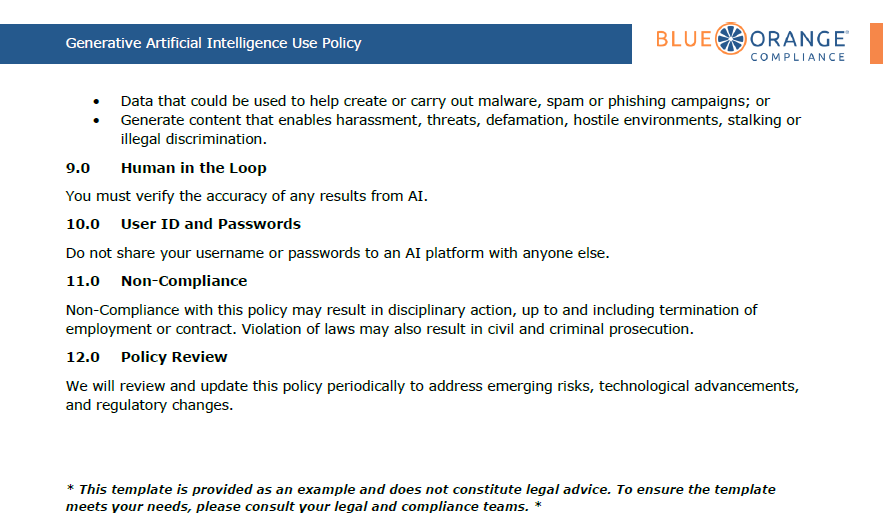 Generative Artificial Intelligence Use Policy
BLUE ORANGE®
COMPLIANCE
• Data that could be used to help create or carry out malware, spam or phishing campaigns; or
• Generate content that enables harassment, threats, defamation, hostile environments, stalking or
illegal discrimination.
9.0 Human in the Loop
You must verify the accuracy of any results from AI.
10.0 User ID and Passwords
Do not share your username or passwords to an AI platform with anyone else.
11.0 Non-Compliance
Non-Compliance with this policy may result in disciplinary action, up to and including termination of
employment or contract. Violation of laws may also result in civil and criminal prosecution.
12.0 Policy Review
We will review and update this policy periodically to address emerging risks, technological advancements,
and regulatory changes.
* This template is provided as an example and does not constitute legal advice. To ensure the template
meets your needs, please consult your legal and compliance teams. *